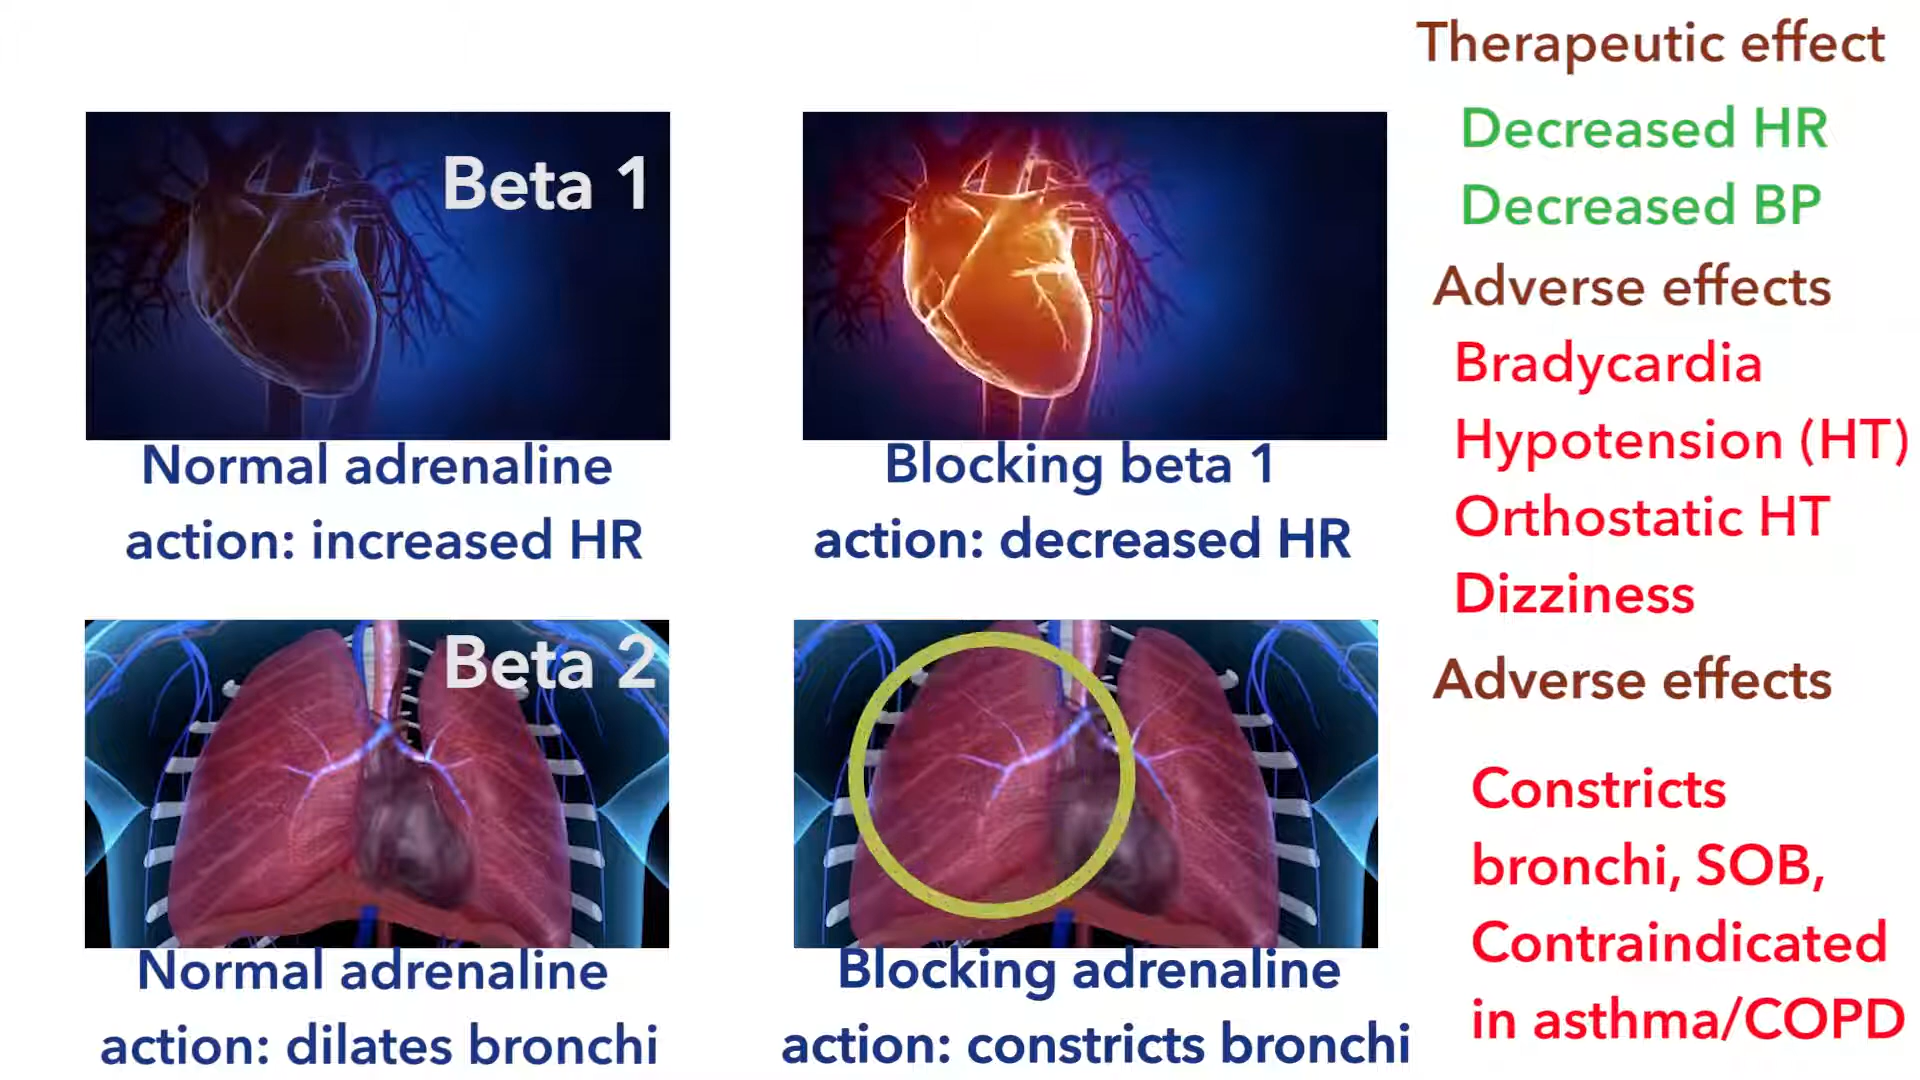 Therapeutic effect
Decreased HR
Decreased BP
Beta 1
Normal adrenaline
action: increased HR
Blocking beta 1
action: decreased HR
Adverse effects
Bradycardia
Hypotension (HT)
Orthostatic HT
Dizziness
Beta 2
Normal adrenaline
action: dilates bronchi
Blocking adrenaline
action: constricts bronchi
Adverse effects
Constricts
bronchi, SOB,
Contraindicated
in asthma/COPD